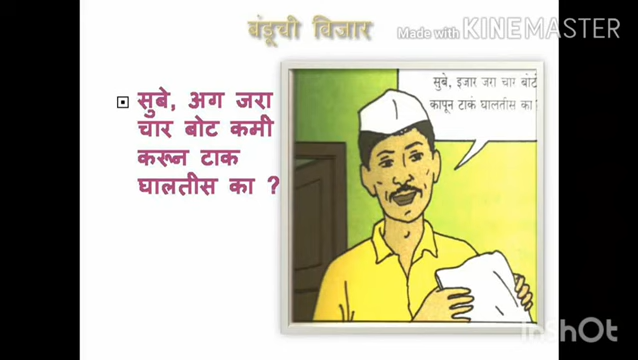 बंडूची विजार
Made with KINEMASTER
सुबे, अग जरा
चार बोट कमी
करून टाक
घालतीस का ?
सुबे, इजार जरा चार बोटं
कापून टाक घालतीस का
InShOt